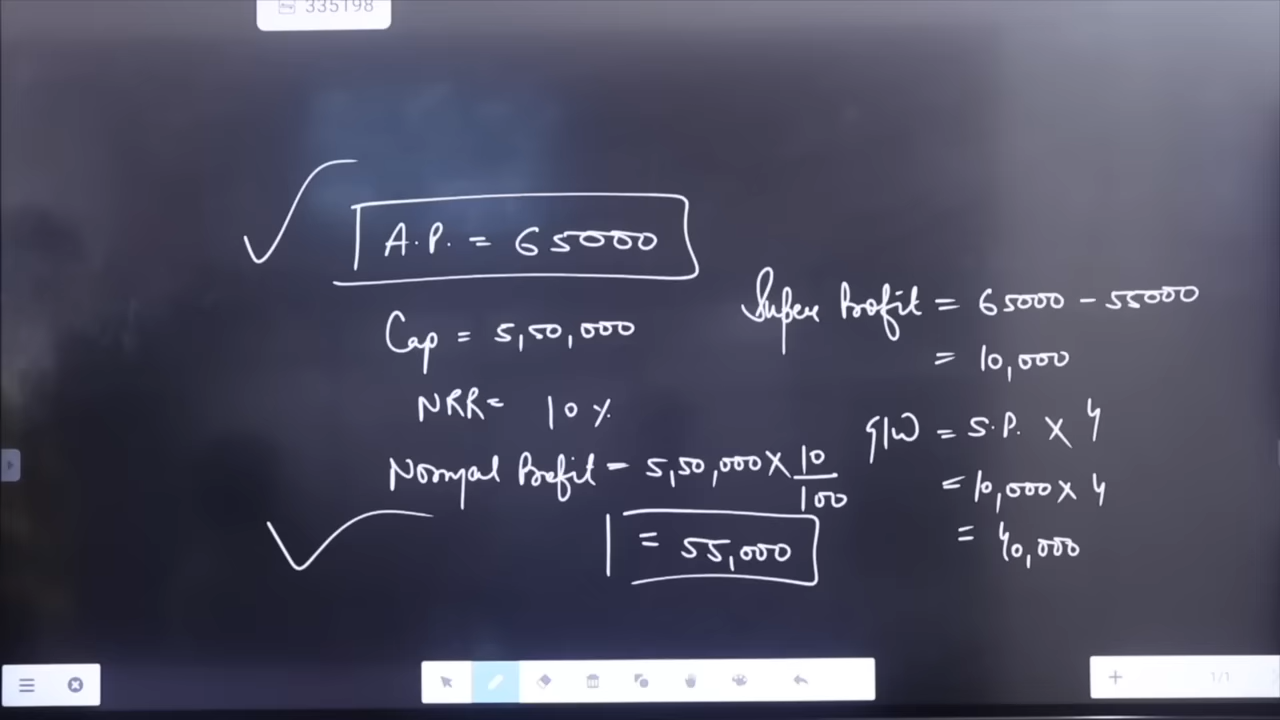 335198
A.P. = 65000
Cap = 5,50,000
NRR= 10%
Normal Profit = 5,50,000 × 10/100
= 55,000
Super Profit = 65000 - 55000
= 10,000
G/W = S.P. × 4
= 10,000 × 4
= 40,000
1/1